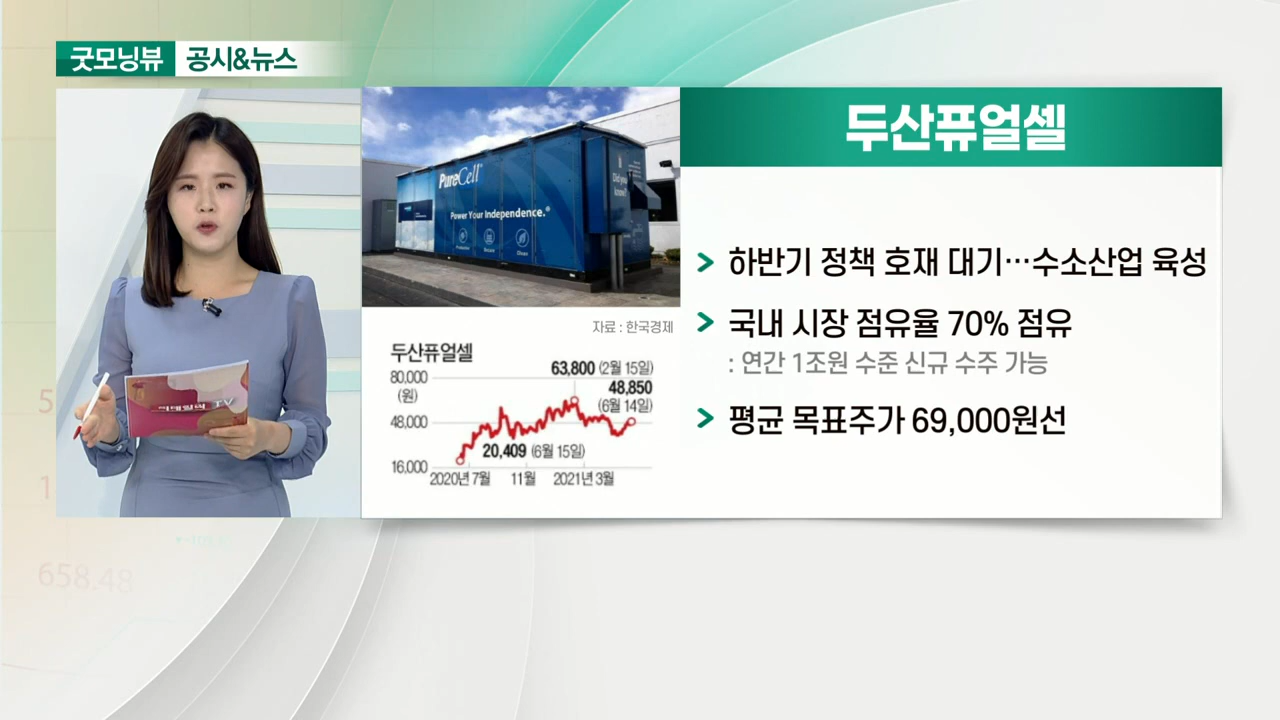 굿모닝뷰 공시&뉴스
두산퓨얼셀
PureCell®
Power Your Independence.®
Did you
know?
Clean
자료 : 한국경제
두산퓨얼셀
80,000
(원)
48,000
16,000
63,800 (2월 15일)
48,850
(6월 14일)
20,409 (6월 15일)
2020년 7월 11월 2021년 3월
> 하반기 정책 호재 대기…수소산업 육성
> 국내 시장 점유율 70% 점유
: 연간 1조원 수준 신규 수주 가능
> 평균 목표주가 69,000원선
TV
658.48